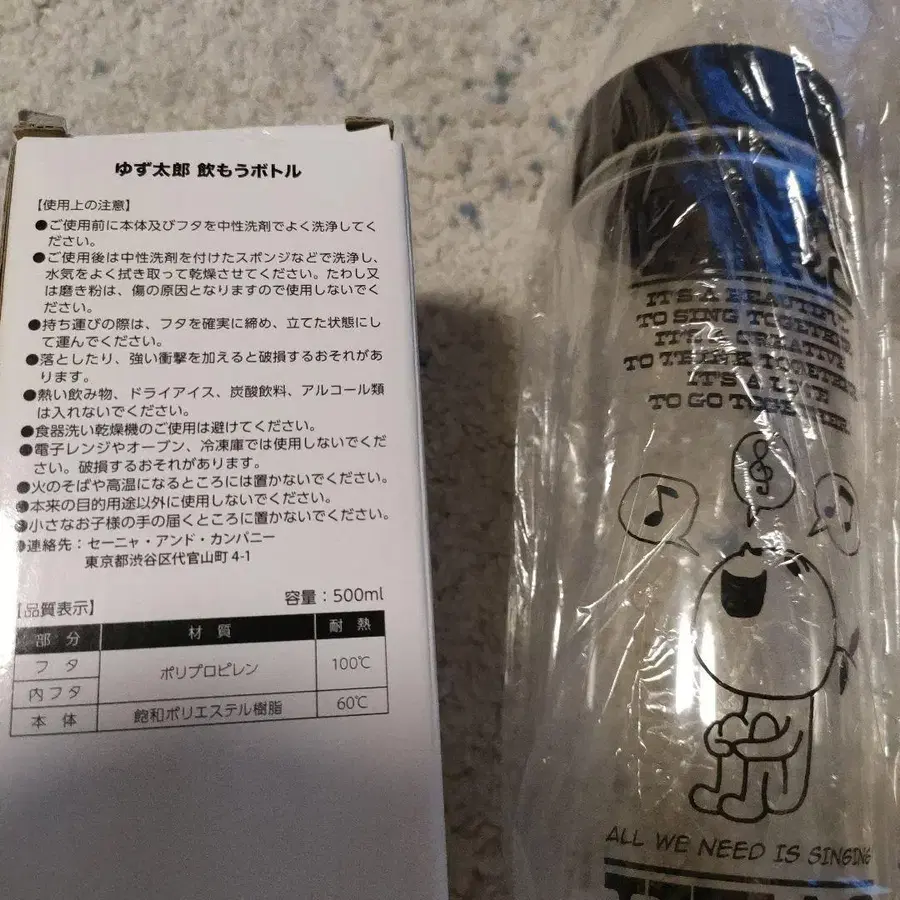 ゆず太郎 飲もうボトル
【使用上の注意】
●ご使用前に本体及びフタを中性洗剤でよく洗浄してく
ださい。
●ご使用後は中性洗剤を付けたスポンジなどで洗浄し、
水気をよく拭き取って乾燥させてください。たわし又
は磨き粉は、傷の原因となりますので使用しないでく
ださい。
●持ち運びの際は、フタを確実に締め、立てた状態にし
て運んでください。
●落としたり、強い衝撃を加えると破損するおそれがあ
ります。
●熱い飲み物、ドライアイス、炭酸飲料、アルコール類
は入れないでください。
●食器洗い乾燥機のご使用は避けてください。
●電子レンジやオーブン、冷凍庫では使用しないでくだ
さい。破損するおそれがあります。
●火のそばや高温になるところには置かないでください。
●本来の目的用途以外に使用しないでください。
●小さなお子様の手の届くところに置かないでください。
●連絡先：セーニャ・アンド・カンパニー
東京都渋谷区代官山町 4-1
容量：500ml
【品質表示】
部分 材質 耐熱
フタ ポリプロピレン 100℃
内フタ
本体 飽和ポリエステル樹脂 60℃
IT'S A BEAUTIFUL
TO SING TOGETHER
IT'S A CREATIVE
TO THINK TOGETHER
IT'S A LOVE
TO GO TOGETHER
ALL WE NEED IS SINGING